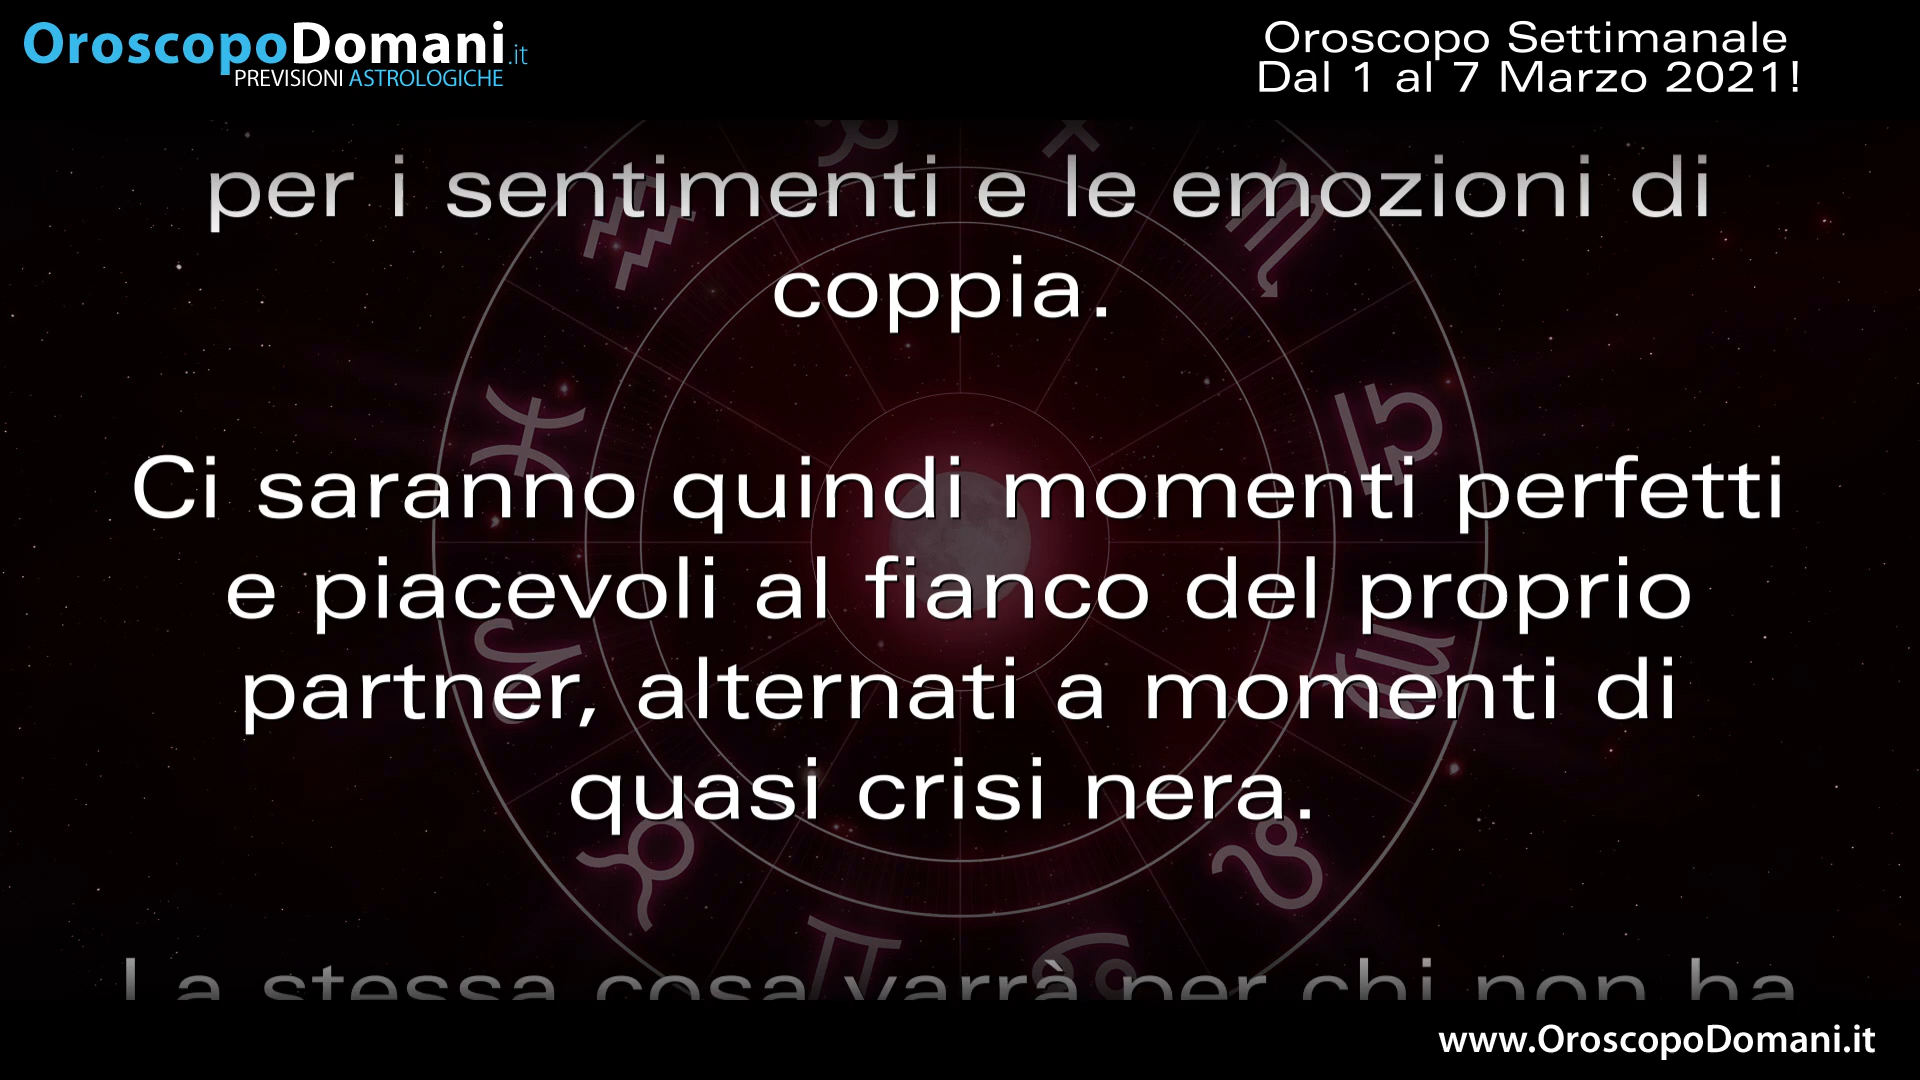 OroscopoDomani.it
PREVISIONI ASTROLOGICHE
Oroscopo Settimanale
Dal 1 al 7 Marzo 2021!
per i sentimenti e le emozioni di
coppia.
Ci saranno quindi momenti perfetti
e piacevoli al fianco del proprio
partner, alternati a momenti di
quasi crisi nera.
La stessa cosa varrà per chi non ha
www.OroscopoDomani.it